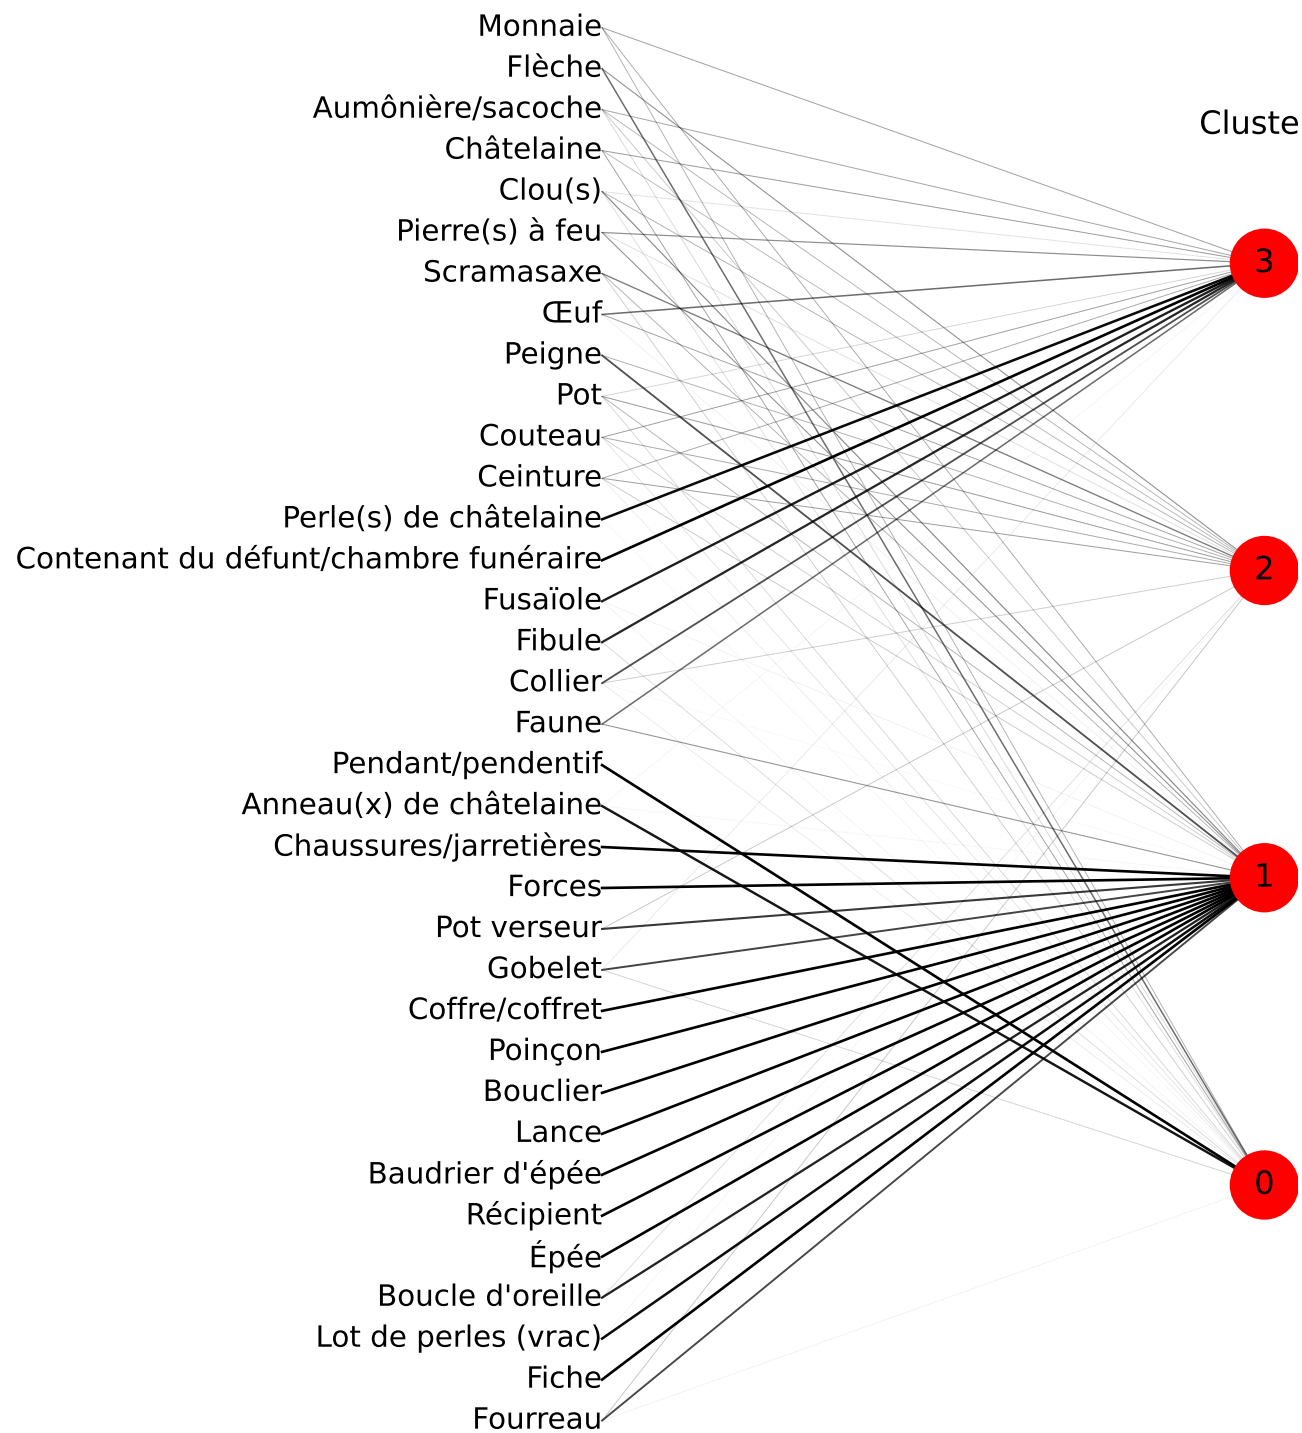 Monnaie
Flèche
Aumônière/sacoche
Cluste
Châtelaine
Clou(s)
Pierre(s) à feu
3
Scramasaxe
Œuf
Peigne
Pot
Couteau
Ceinture
Perle(s) de châtelaine
Contenant du défunt/chambre funéraire
2
Fusaïole
Fibule
Collier
Faune
Pendant/pendentif
Anneau(x) de châtelaine
Chaussures/jarretières
1
Forces
Pot verseur
Gobelet
Coffre/coffret
Poinçon
Bouclier
Lance
Baudrier d'épée
0
Récipient
Épée
Boucle d'oreille
Lot de perles (vrac)
Fiche
Fourreau